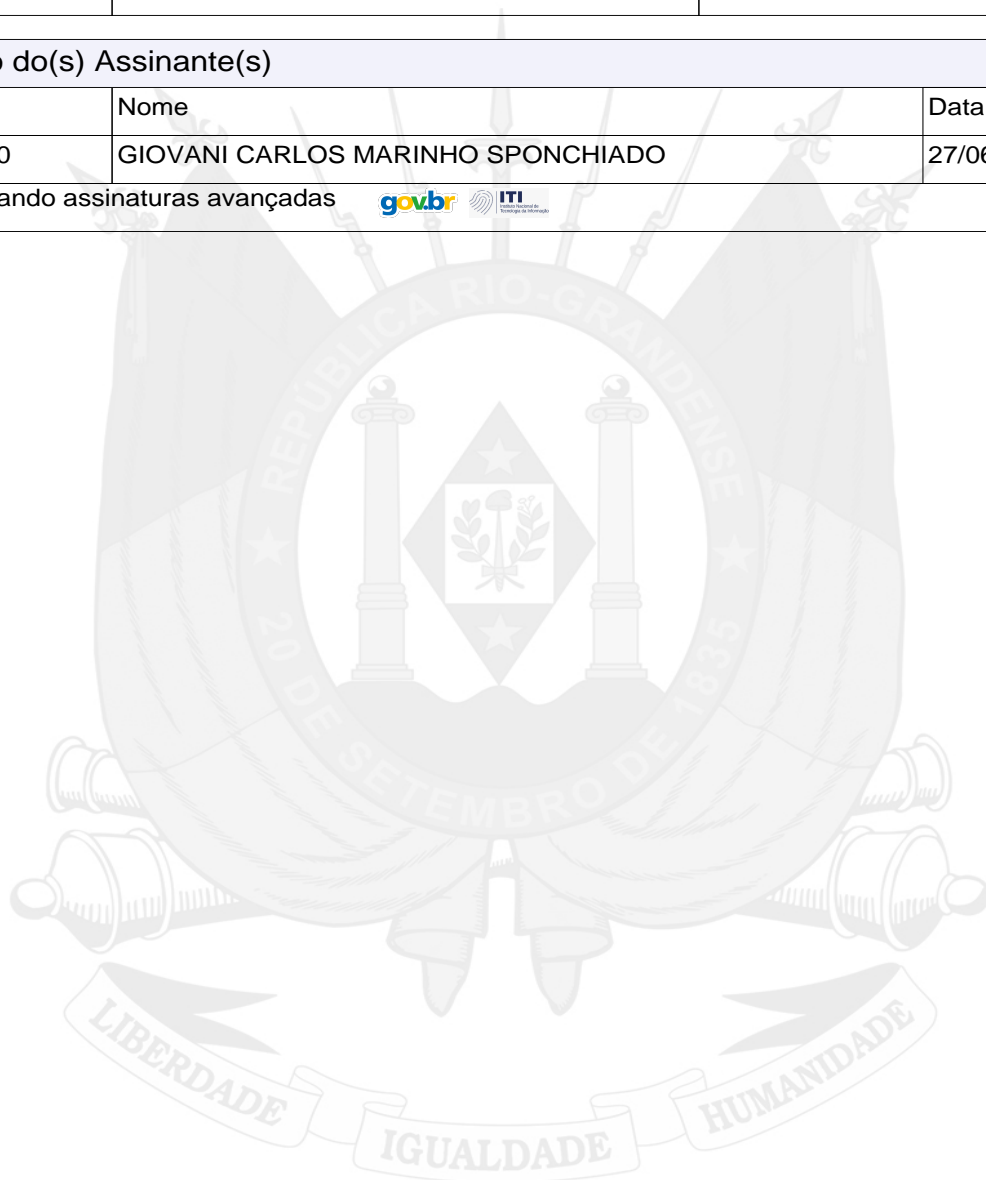 o do(s) Assinante(s)
Nome Data
0 GIOVANI CARLOS MARINHO SPONCHIADO 27/06
ando assinaturas avançadas gov.br ITI
REPÚBLICA RIO-GRANDENSE
20 DE SETEMBRO DE 1835
LIBERDADE IGUALDADE HUMANIDADE